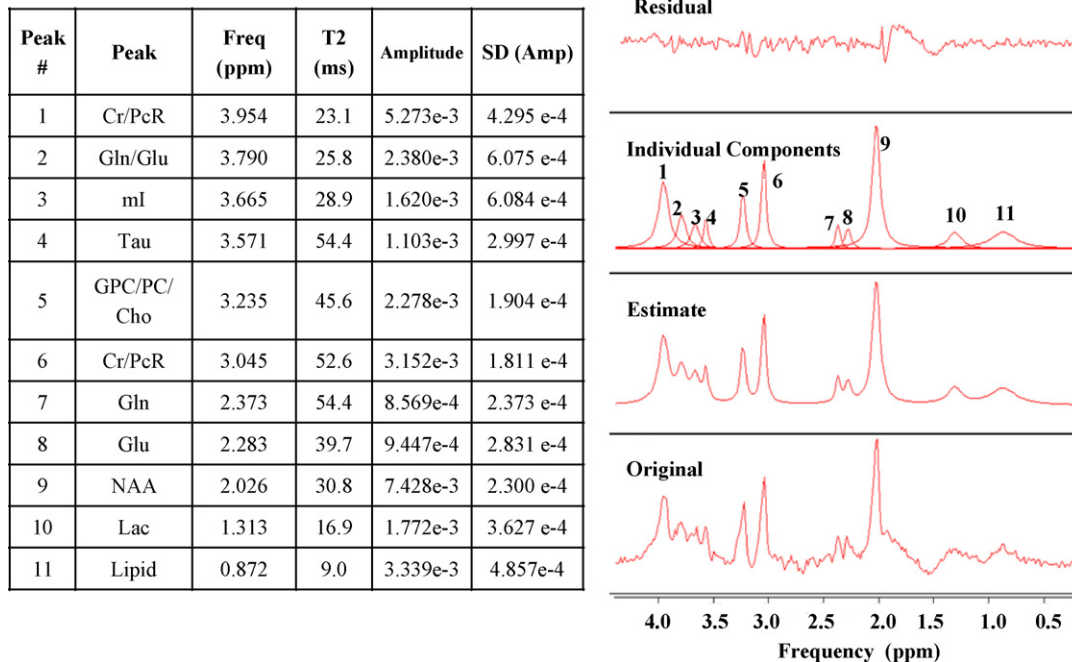 Peak # Peak Freq (ppm) T2 (ms) Amplitude SD (Amp)
1 Cr/PcR 3.954 23.1 5.273e-3 4.295 e-4
2 Gln/Glu 3.790 25.8 2.380e-3 6.075 e-4
3 mI 3.665 28.9 1.620e-3 6.084 e-4
4 Tau 3.571 54.4 1.103e-3 2.997 e-4
5 GPC/PC/ Cho 3.235 45.6 2.278e-3 1.904 e-4
6 Cr/PcR 3.045 52.6 3.152e-3 1.811 e-4
7 Gln 2.373 54.4 8.569e-4 2.373 e-4
8 Glu 2.283 39.7 9.447e-4 2.831 e-4
9 NAA 2.026 30.8 7.428e-3 2.300 e-4
10 Lac 1.313 16.9 1.772e-3 3.627 e-4
11 Lipid 0.872 9.0 3.339e-3 4.857e-4
Residual
Individual Components
1 2 3 4 5 6 7 8 9 10 11
Estimate
Original
4.0 3.5 3.0 2.5 2.0 1.5 1.0 0.5
Frequency (ppm)